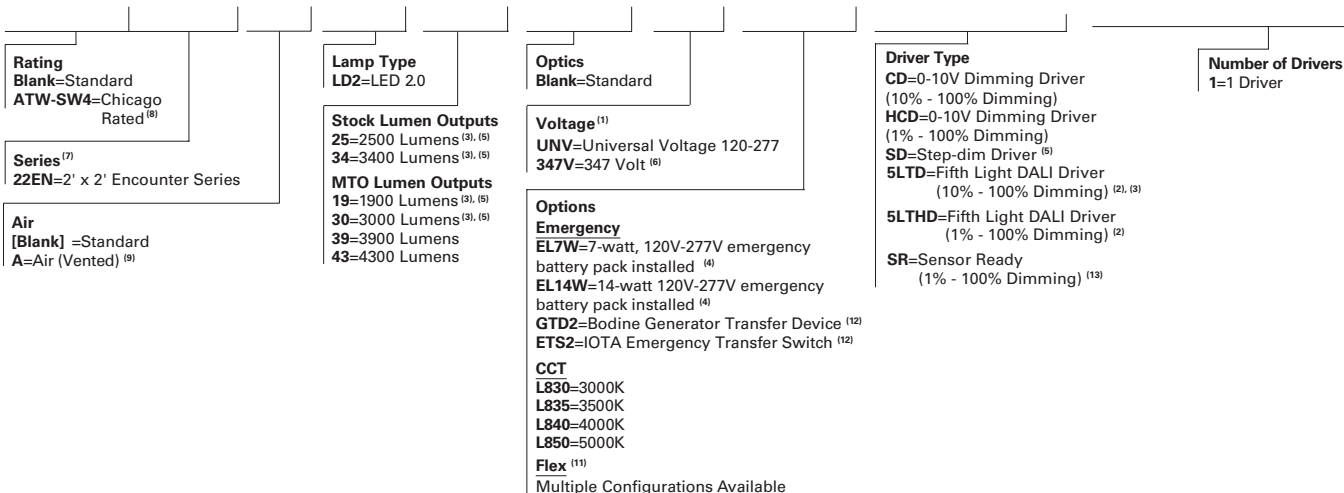 Rating
Blank=Standard
ATW-SW4=Chicago
Rated (8)
Series (7)
22EN=2' x 2' Encounter Series
Air
[Blank] =Standard
A=Air (Vented) (9)
Lamp Type
LD2=LED 2.0
Stock Lumen Outputs
25=2500 Lumens (3), (5)
34=3400 Lumens (3), (5)
MTO Lumen Outputs
19=1900 Lumens (3), (5)
30=3000 Lumens (3), (5)
39=3900 Lumens
43=4300 Lumens
Optics
Blank=Standard
Voltage (1)
UNV=Universal Voltage 120-277
347V=347 Volt (6)
Options
Emergency
EL7W=7-watt, 120V-277V emergency
battery pack installed (4)
EL14W=14-watt 120V-277V emergency
battery pack installed (4)
GTD2=Bodine Generator Transfer Device (12)
ETS2=IOTA Emergency Transfer Switch (12)
CCT
L830=3000K
L835=3500K
L840=4000K
L850=5000K
Flex (11)
Multiple Configurations Available
Driver Type
CD=0-10V Dimming Driver
(10% - 100% Dimming)
HCD=0-10V Dimming Driver
(1% - 100% Dimming)
SD=Step-dim Driver (5)
5LTD=Fifth Light DALI Driver
(10% - 100% Dimming) (2), (3)
5LTHD=Fifth Light DALI Driver
(1% - 100% Dimming) (2)
SR=Sensor Ready
(1% - 100% Dimming) (13)
Number of Drivers
1=1 Driver